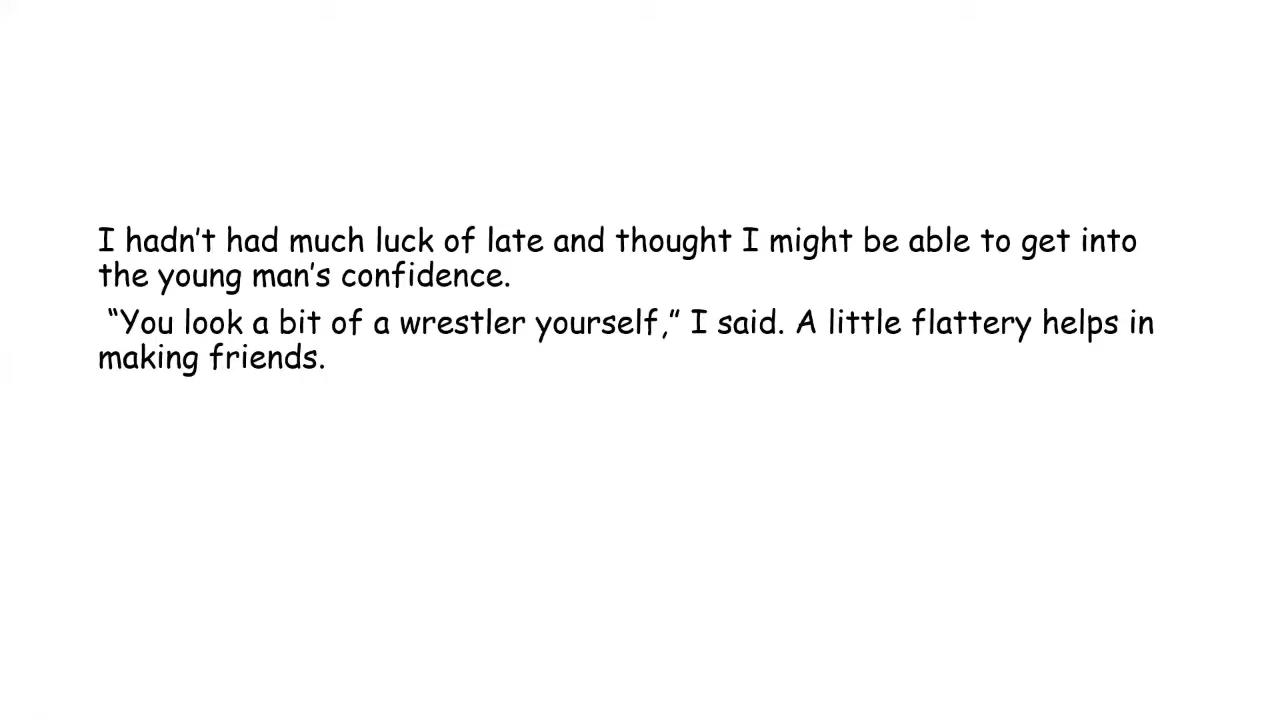 I hadn't had much luck of late and thought I might be able to get into
the young man's confidence.
“You look a bit of a wrestler yourself,” I said. A little flattery helps in
making friends.